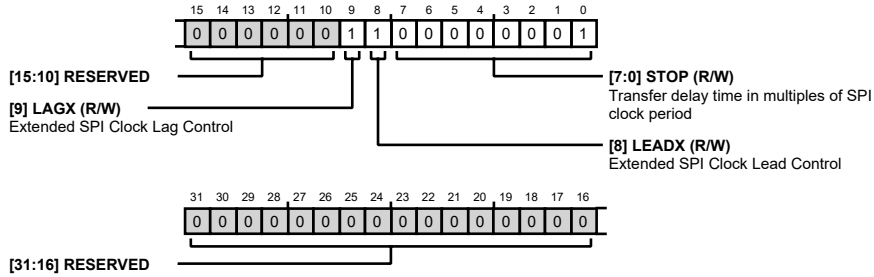 15 14 13 12 11 10 9 8 7 6 5 4 3 2 1 0
0 0 0 0 0 0 1 1 0 0 0 0 0 0 0 1
[15:10] RESERVED
[9] LAGX (R/W)
Extended SPI Clock Lag Control
[7:0] STOP (R/W)
Transfer delay time in multiples of SPI
clock period
[8] LEADX (R/W)
Extended SPI Clock Lead Control
31 30 29 28 27 26 25 24 23 22 21 20 19 18 17 16
0 0 0 0 0 0 0 0 0 0 0 0 0 0 0 0
[31:16] RESERVED